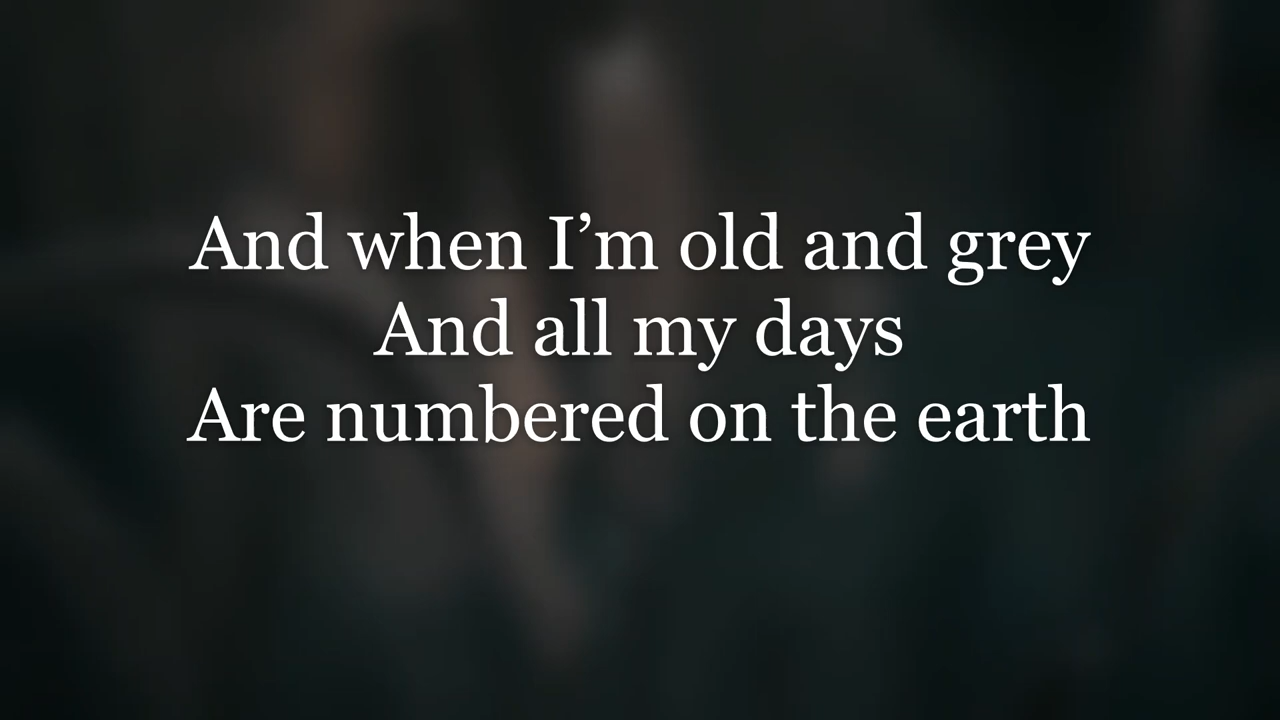 And when I’m old and grey
And all my days
Are numbered on the earth